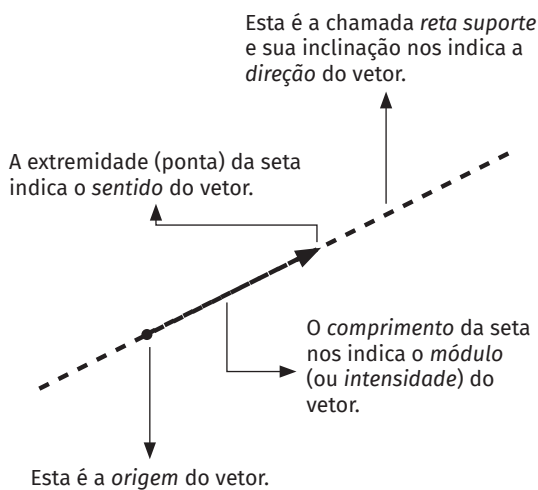 Esta é a chamada reta suporte
e sua inclinação nos indica a
direção do vetor.
A extremidade (ponta) da seta
indica o sentido do vetor.
O comprimento da seta
nos indica o módulo
(ou intensidade) do
vetor.
Esta é a origem do vetor.